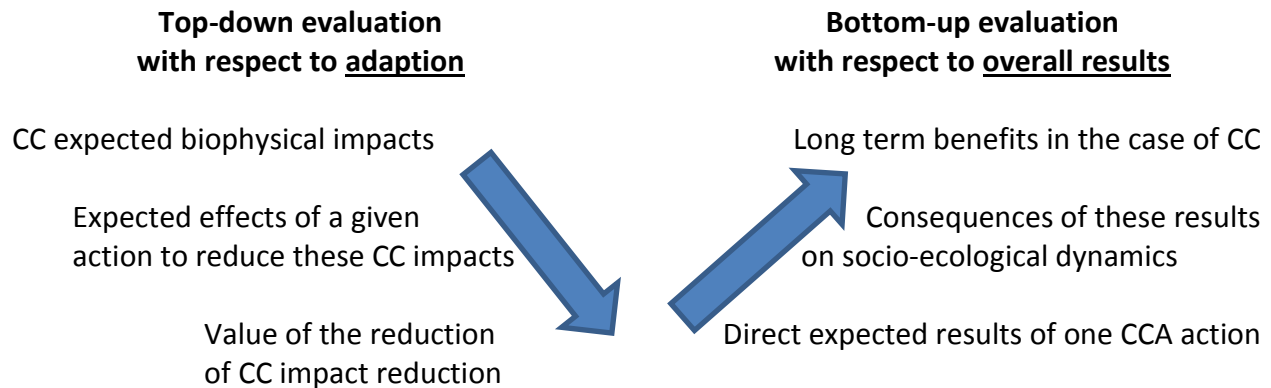 Top-down evaluation
with respect to adaption
CC expected biophysical impacts
Expected effects of a given
action to reduce these CC impacts
Value of the reduction
of CC impact reduction
Bottom-up evaluation
with respect to overall results
Long term benefits in the case of CC
Consequences of these results
on socio-ecological dynamics
Direct expected results of one CCA action